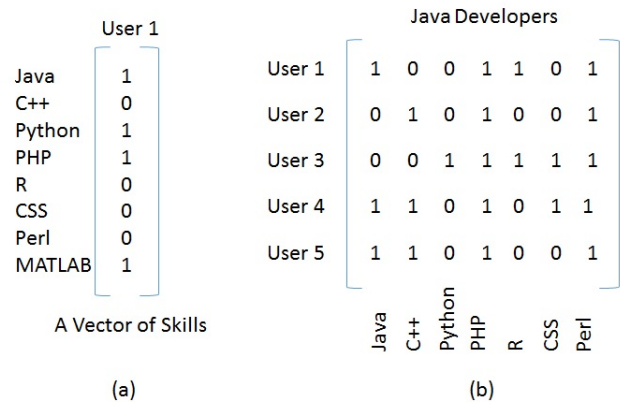 User 1
Java 1
C++ 0
Python 1
PHP 1
R 0
CSS 0
Perl 0
MATLAB 1
A Vector of Skills
(a)
Java Developers
User 1 1 0 0 1 1 0 1
User 2 0 1 0 1 0 0 1
User 3 0 0 1 1 1 1 1
User 4 1 1 0 1 0 1 1
User 5 1 1 0 1 0 0 1
Java C++ Python PHP R CSS Perl
(b)